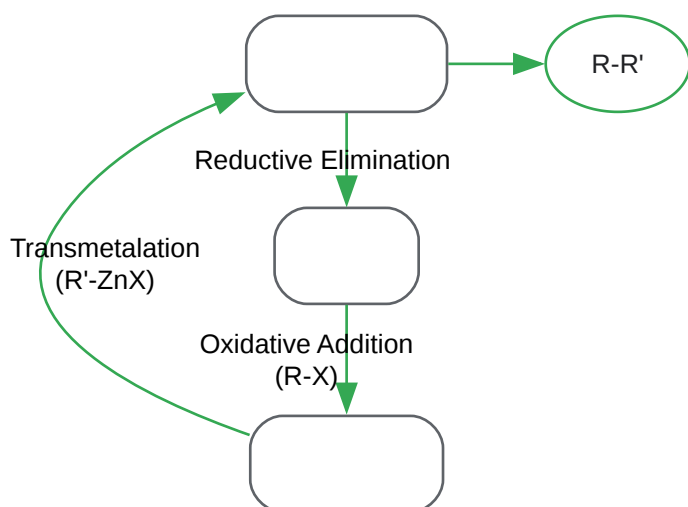 R-R'
Reductive Elimination
Transmetalation
(R'-ZnX)
Oxidative Addition
(R-X)